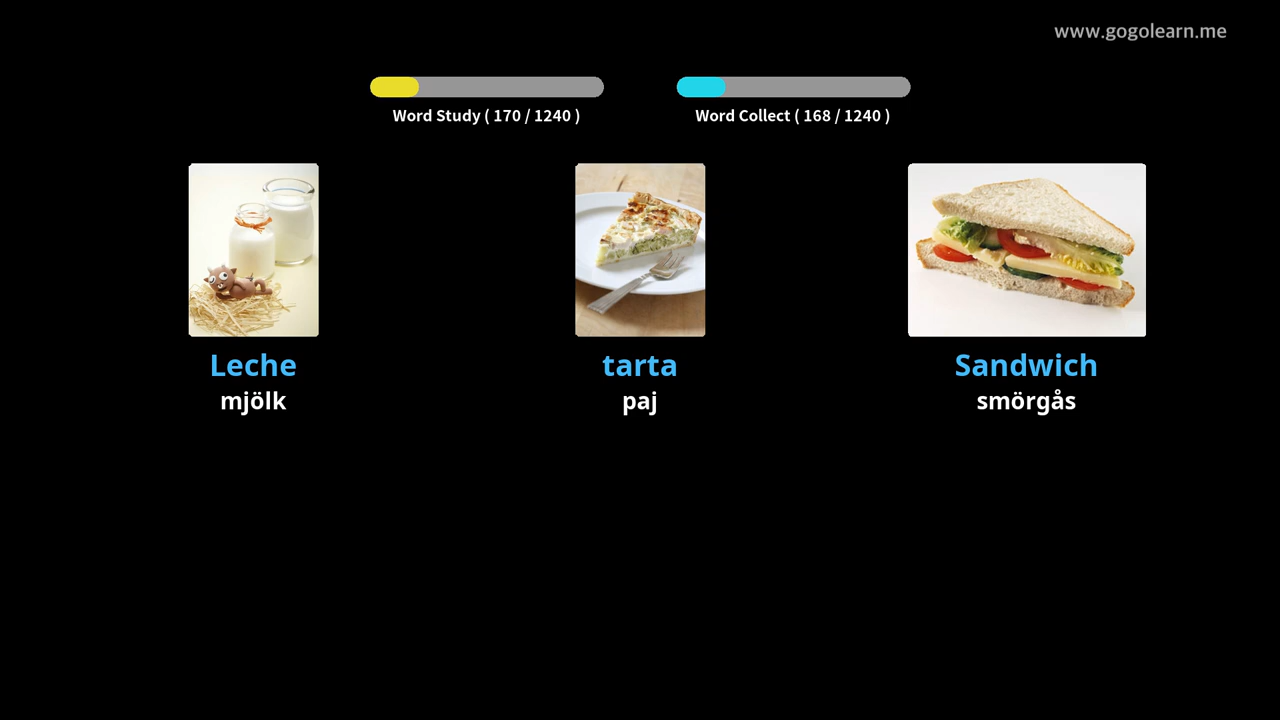 www.gogolearn.me
Word Study ( 170 / 1240 )
Word Collect ( 168 / 1240 )
Leche
mjölk
tarta
paj
Sandwich
smörgås